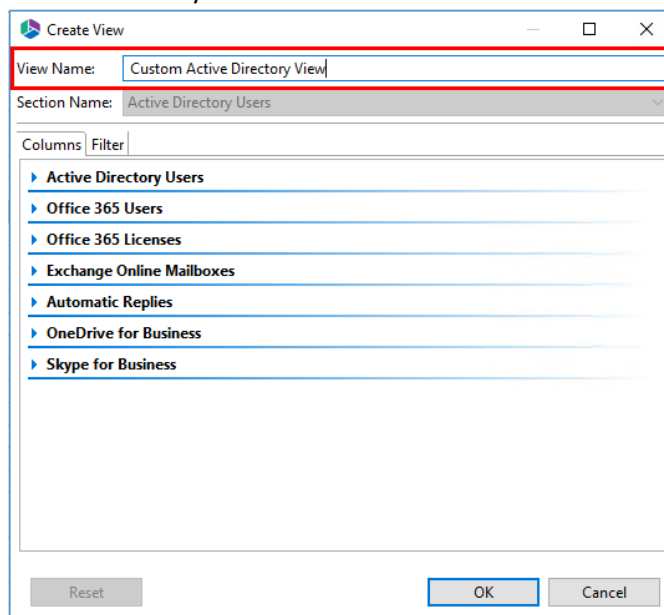 Create View
View Name: Custom Active Directory View
Section Name: Active Directory Users
Columns Filter
Active Directory Users
Office 365 Users
Office 365 Licenses
Exchange Online Mailboxes
Automatic Replies
OneDrive for Business
Skype for Business
Reset OK Cancel